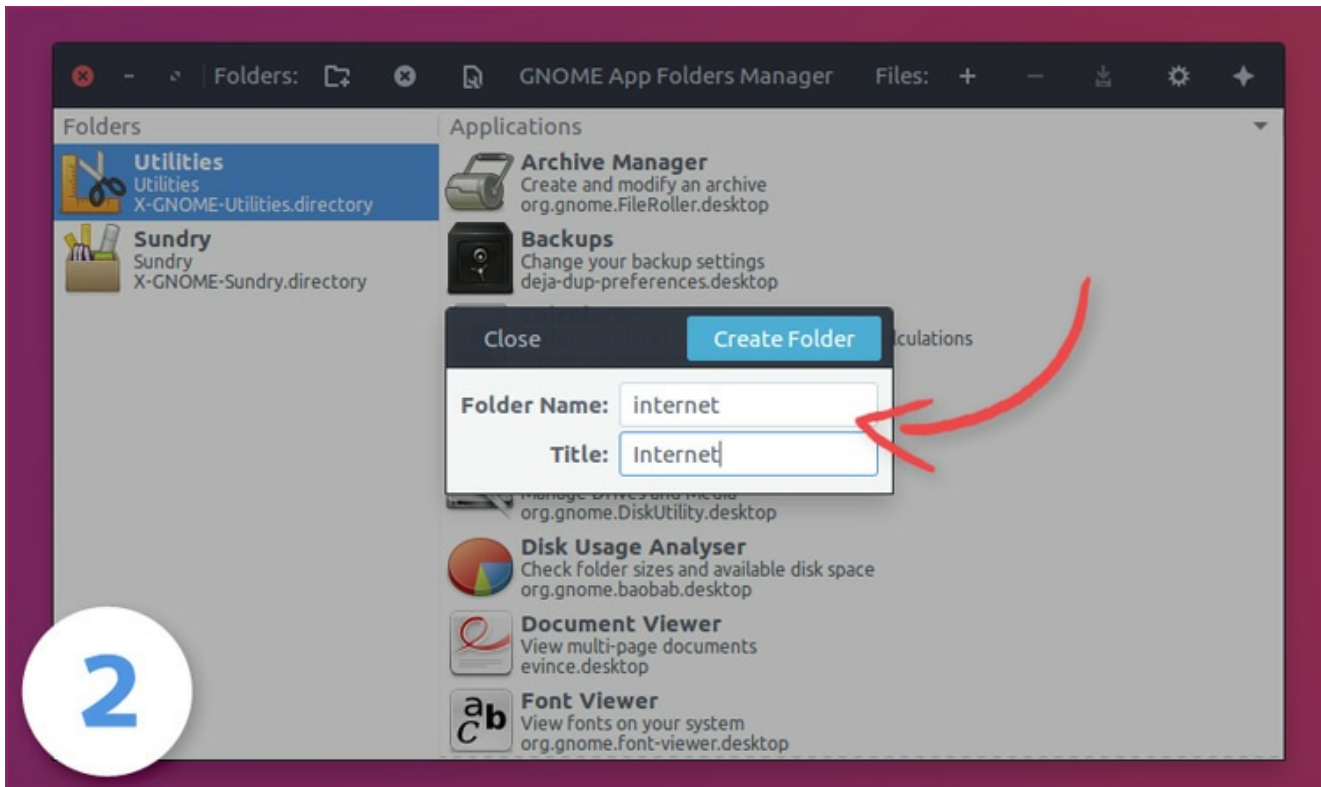 Folders:
GNOME App Folders Manager
Files:
Folders
Applications
Utilities
Utilities
X-GNOME-Utilities.directory
Sundry
Sundry
X-GNOME-Sundry.directory
Archive Manager
Create and modify an archive
org.gnome.FileRoller.desktop
Backups
Change your backup settings
deja-dup-preferences.desktop
lculations
Close
Create Folder
Folder Name: internet
Title: Internet
Manage Drives and Media
org.gnome.DiskUtility.desktop
Disk Usage Analyser
Check folder sizes and available disk space
org.gnome.baobab.desktop
Document Viewer
View multi-page documents
evince.desktop
a
c b
Font Viewer
View fonts on your system
org.gnome.font-viewer.desktop
2